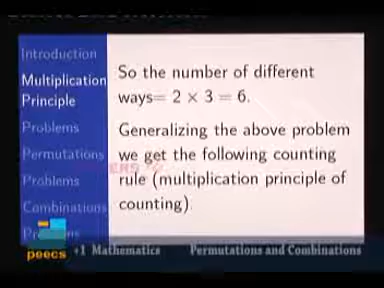 Introduction
Multiplication
Principle
Problems
Permutations
Problems
Combinations
So the number of different
ways= 2 × 3 = 6.
Generalizing the above problem
we get the following counting
rule (multiplication principle of
counting).
peecs
+1 Mathematics
Permutations and Combinations